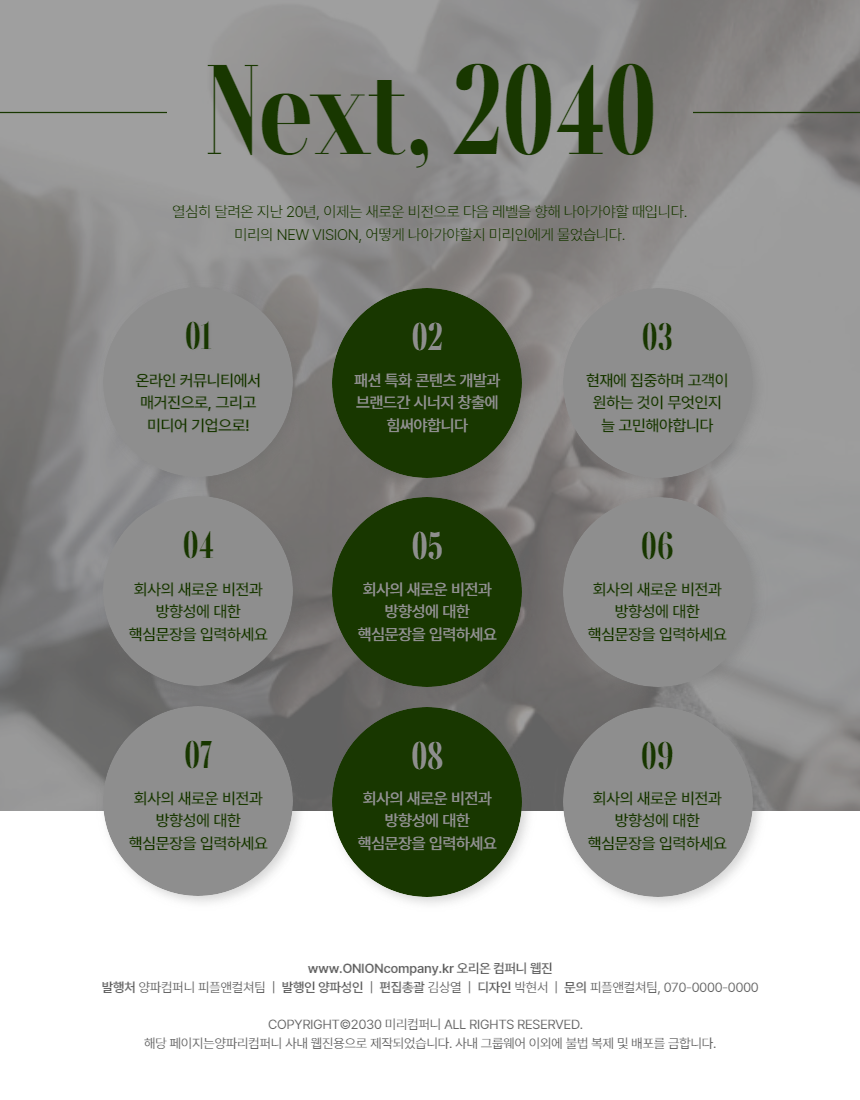 Next, 2040
열심히 달려온 지난 20년, 이제는 새로운 비전으로 다음 레벨을 향해 나아가야할 때입니다.
미리의 NEW VISION, 어떻게 나아가야할지 미리인에게 물었습니다.
01
온라인 커뮤니티에서
매거진으로, 그리고
미디어 기업으로!
02
패션 특화 콘텐츠 개발과
브랜드간 시너지 창출에
힘써야합니다
03
현재에 집중하며 고객이
원하는 것이 무엇인지
늘 고민해야합니다
04
회사의 새로운 비전과
방향성에 대한
핵심문장을 입력하세요
05
회사의 새로운 비전과
방향성에 대한
핵심문장을 입력하세요
06
회사의 새로운 비전과
방향성에 대한
핵심문장을 입력하세요
07
회사의 새로운 비전과
방향성에 대한
핵심문장을 입력하세요
08
회사의 새로운 비전과
방향성에 대한
핵심문장을 입력하세요
09
회사의 새로운 비전과
방향성에 대한
핵심문장을 입력하세요
www.ONIONcompany.kr 오리온 컴퍼니 웹진
발행처 양파컴퍼니 피플앤컬쳐팀 | 발행인 양파성인 | 편집총괄 김상열 | 디자인 박현서 | 문의 피플앤컬쳐팀, 070-0000-0000
COPYRIGHT©2030 미리컴퍼니 ALL RIGHTS RESERVED.
해당 페이지는양파리컴퍼니 사내 웹진용으로 제작되었습니다. 사내 그룹웨어 이외에 불법 복제 및 배포를 금합니다.